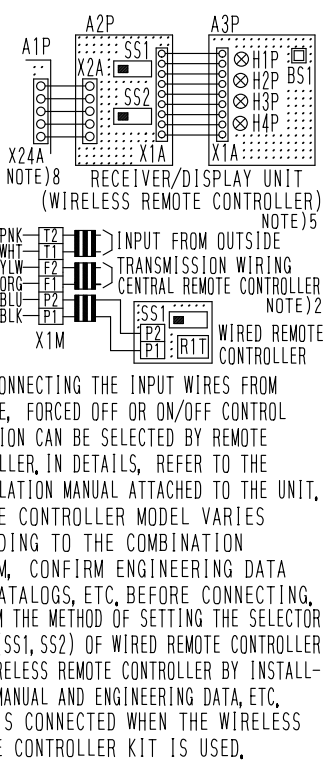 A2P A3P
A1P
SS1 H1P
X2A H2P BS1
SS2 H3P
H4P
X24A X1A X1A
NOTE)8 RECEIVER/DISPLAY UNIT
(WIRELESS REMOTE CONTROLLER)
NOTE)5
PNK T2 INPUT FROM OUTSIDE
WHT T1
YLW F2 TRANSMISSION WIRING
ORG F1 CENTRAL REMOTE CONTROLLER
BLU P2 NOTE)2
BLK P1 SS1
X1M P2 WIRED REMOTE
P1 R1T CONTROLLER
ONNECTING THE INPUT WIRES FROM
E, FORCED OFF OR ON/OFF CONTROL
ION CAN BE SELECTED BY REMOTE
LLER. IN DETAILS, REFER TO THE
LATION MANUAL ATTACHED TO THE UNIT.
E CONTROLLER MODEL VARIES
DING TO THE COMBINATION
M, CONFIRM ENGINEERING DATA
ATALOGS, ETC. BEFORE CONNECTING.
M THE METHOD OF SETTING THE SELECTOR
SS1, SS2) OF WIRED REMOTE CONTROLLER
RELESS REMOTE CONTROLLER BY INSTALL-
MANUAL AND ENGINEERING DATA, ETC.
S CONNECTED WHEN THE WIRELESS
E CONTROLLER KIT IS USED.